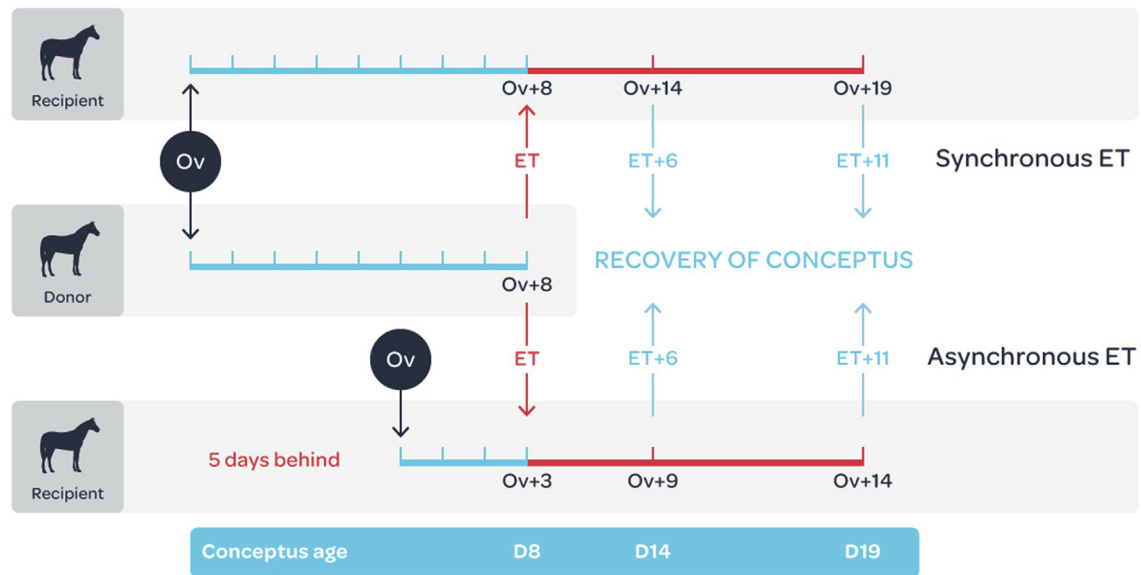 Recipient
Ov+8
Ov+14
Ov+19
Ov
ET
ET+6
ET+11
Synchronous ET
Donor
Ov+8
RECOVERY OF CONCEPTUS
Ov
ET
ET+6
ET+11
Asynchronous ET
Recipient
5 days behind
Ov+3
Ov+9
Ov+14
Conceptus age
D8
D14
D19